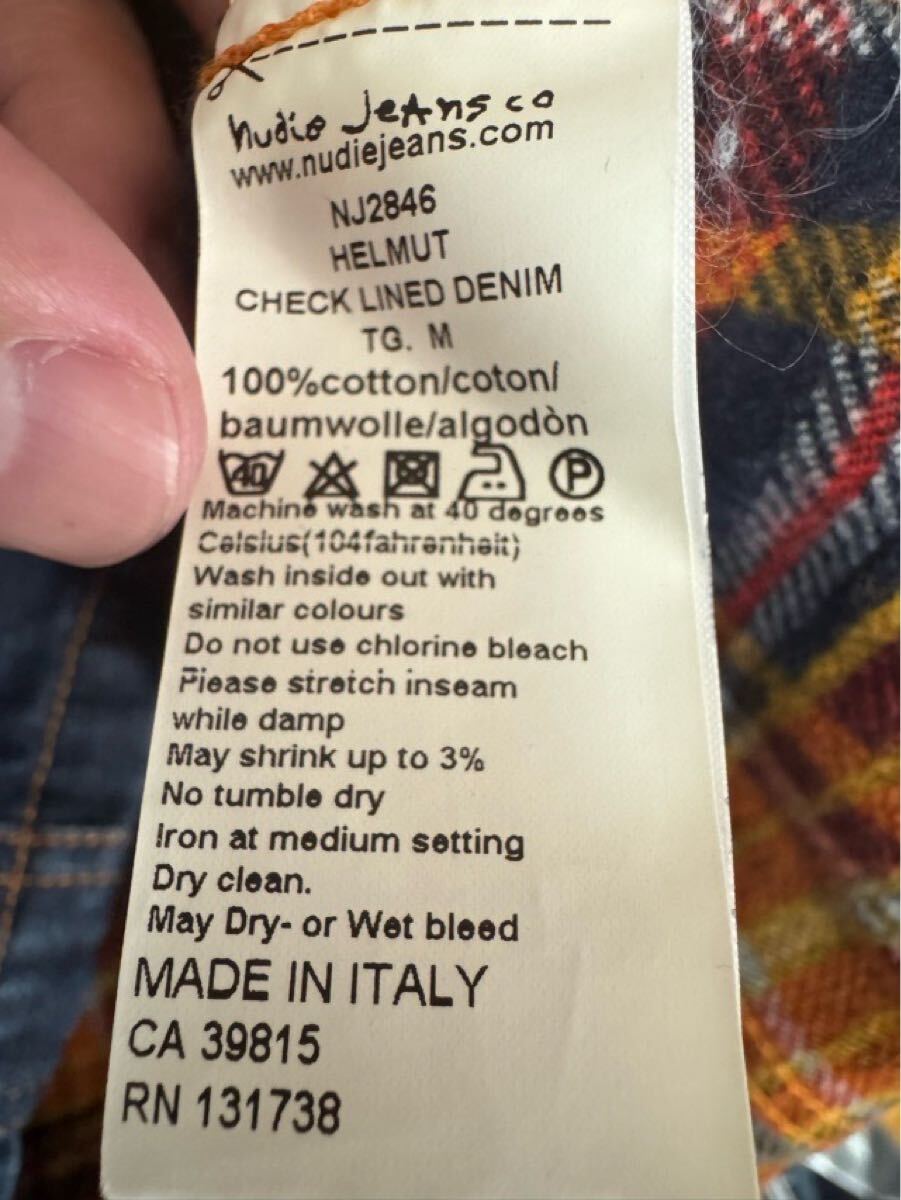 nudie Jeans co
www.nudiejeans.com
NJ2846
HELMUT
CHECK LINED DENIM
TG. M
100%cotton/coton/
baumwolle/algodòn
40 P
Machine wash at 40 degrees
Celsius(104fahrenheit)
Wash inside out with
similar colours
Do not use chlorine bleach
Please stretch inseam
while damp
May shrink up to 3%
No tumble dry
Iron at medium setting
Dry clean.
May Dry- or Wet bleed
MADE IN ITALY
CA 39815
RN 131738